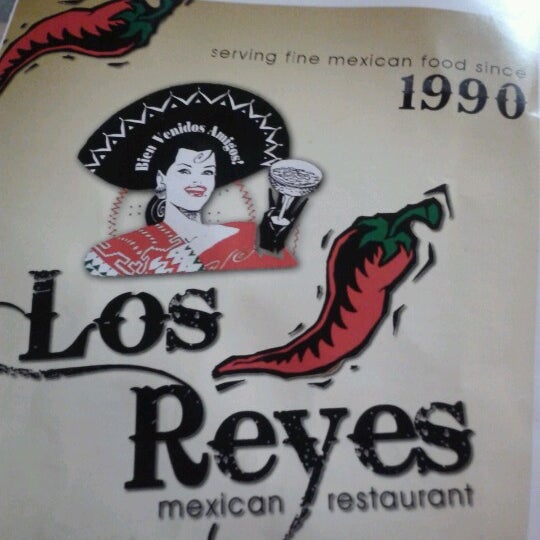 serving fine mexican food since
1990
Bien Venidos Amigos!
Los
Reyes
mexican restaurant